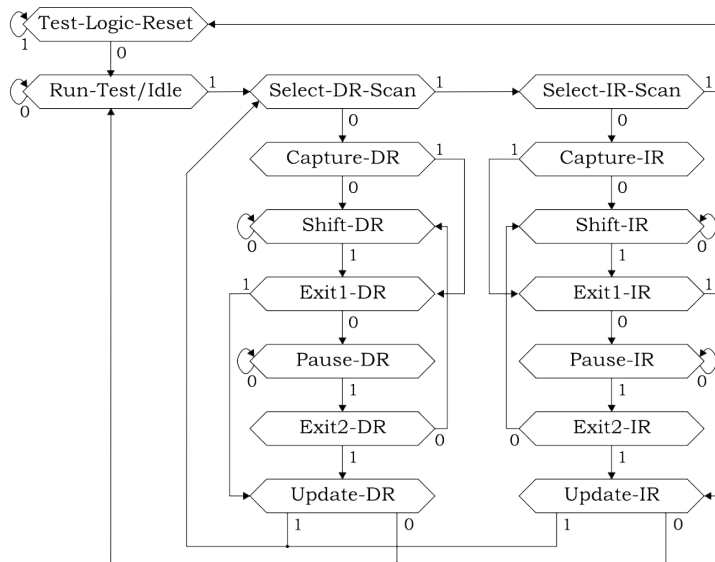 Test-Logic-Reset
1
0
Run-Test/Idle
0
1
Select-DR-Scan
1
0
Select-IR-Scan
1
0
Capture-DR
1
0
1
Capture-IR
0
Shift-DR
0
1
Shift-IR
0
1
1
Exit1-DR
0
Exit1-IR
1
0
Pause-DR
0
1
Pause-IR
0
1
Exit2-DR
0
1
0
Exit2-IR
1
Update-DR
1
0
Update-IR
1
0